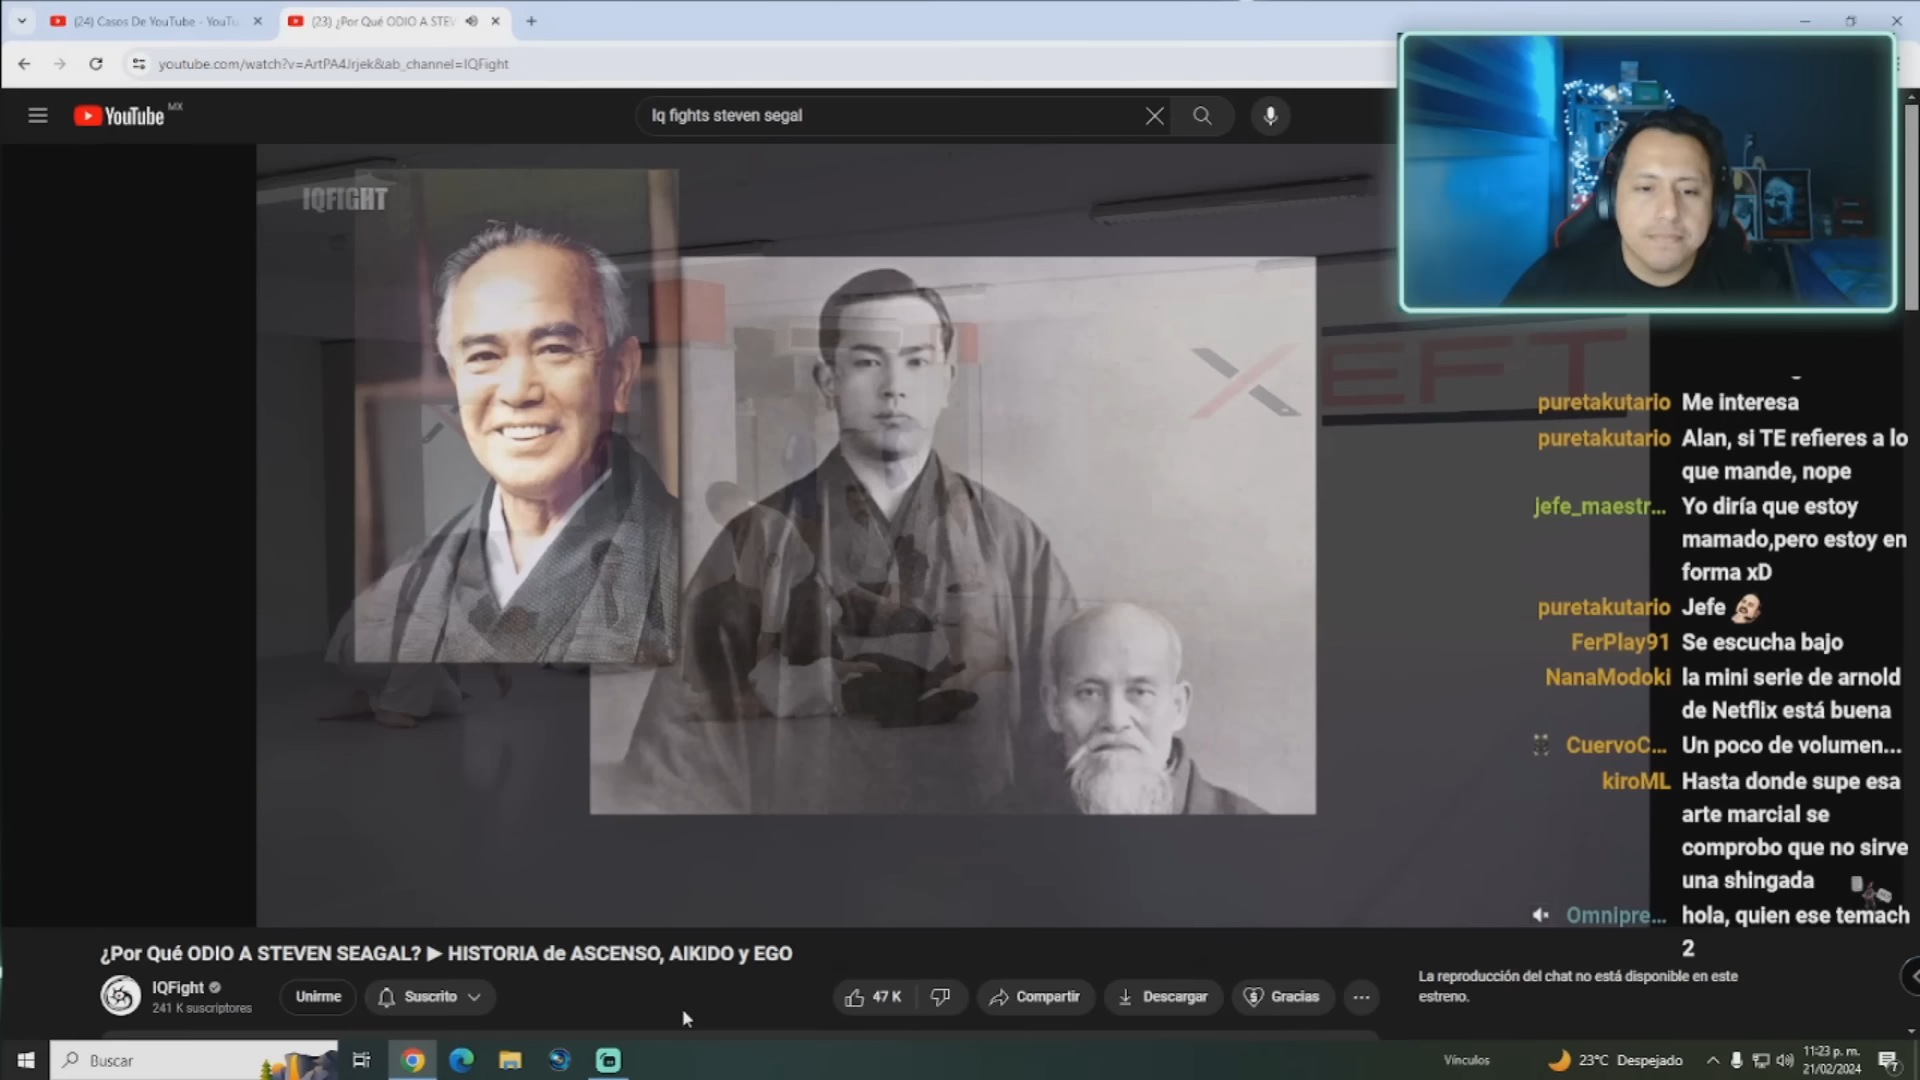 (24) Casos De YouTube - YouTu
(23) ¿Por Qué ODIO A STEV
youtube.com/watch?v=ArtPA4Jrjek&ab_channel=IQFight
YouTube MX
Iq fights steven segal
IQFIGHT
XEFT
puretakutario Me interesa
puretakutario Alan, si TE refieres a lo
que mande, nope
jefe_maestr... Yo diría que estoy
mamado,pero estoy en
forma xD
puretakutario Jefe
FerPlay91 Se escucha bajo
NanaModoki la mini serie de arnold
de Netflix está buena
CuervoC... Un poco de volumen...
kiroML Hasta donde supe esa
arte marcial se
comprobo que no sirve
una shingada
Omnipre... hola, quien ese temach
2
¿Por Qué ODIO A STEVEN SEAGAL? ▶ HISTORIA de ASCENSO, AIKIDO y EGO
IQFight
241 K suscriptores
Unirme
Suscrito
47 K
Compartir
Descargar
Gracias
La reproducción del chat no está disponible en este
estreno.
Buscar
Vínculos
23°C Despejado
11:23 p. m.
21/02/2024
7